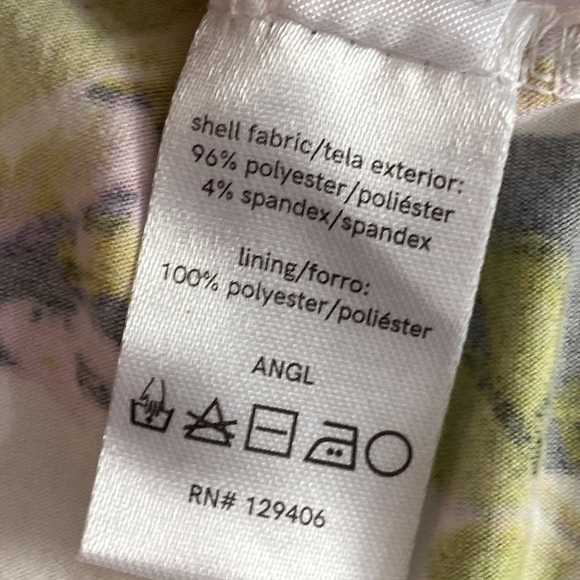 shell fabric/tela exterior:
96% polyester/poliéster
4% spandex/spandex
lining/forro:
100% polyester/poliéster
ANGL
RN# 129406